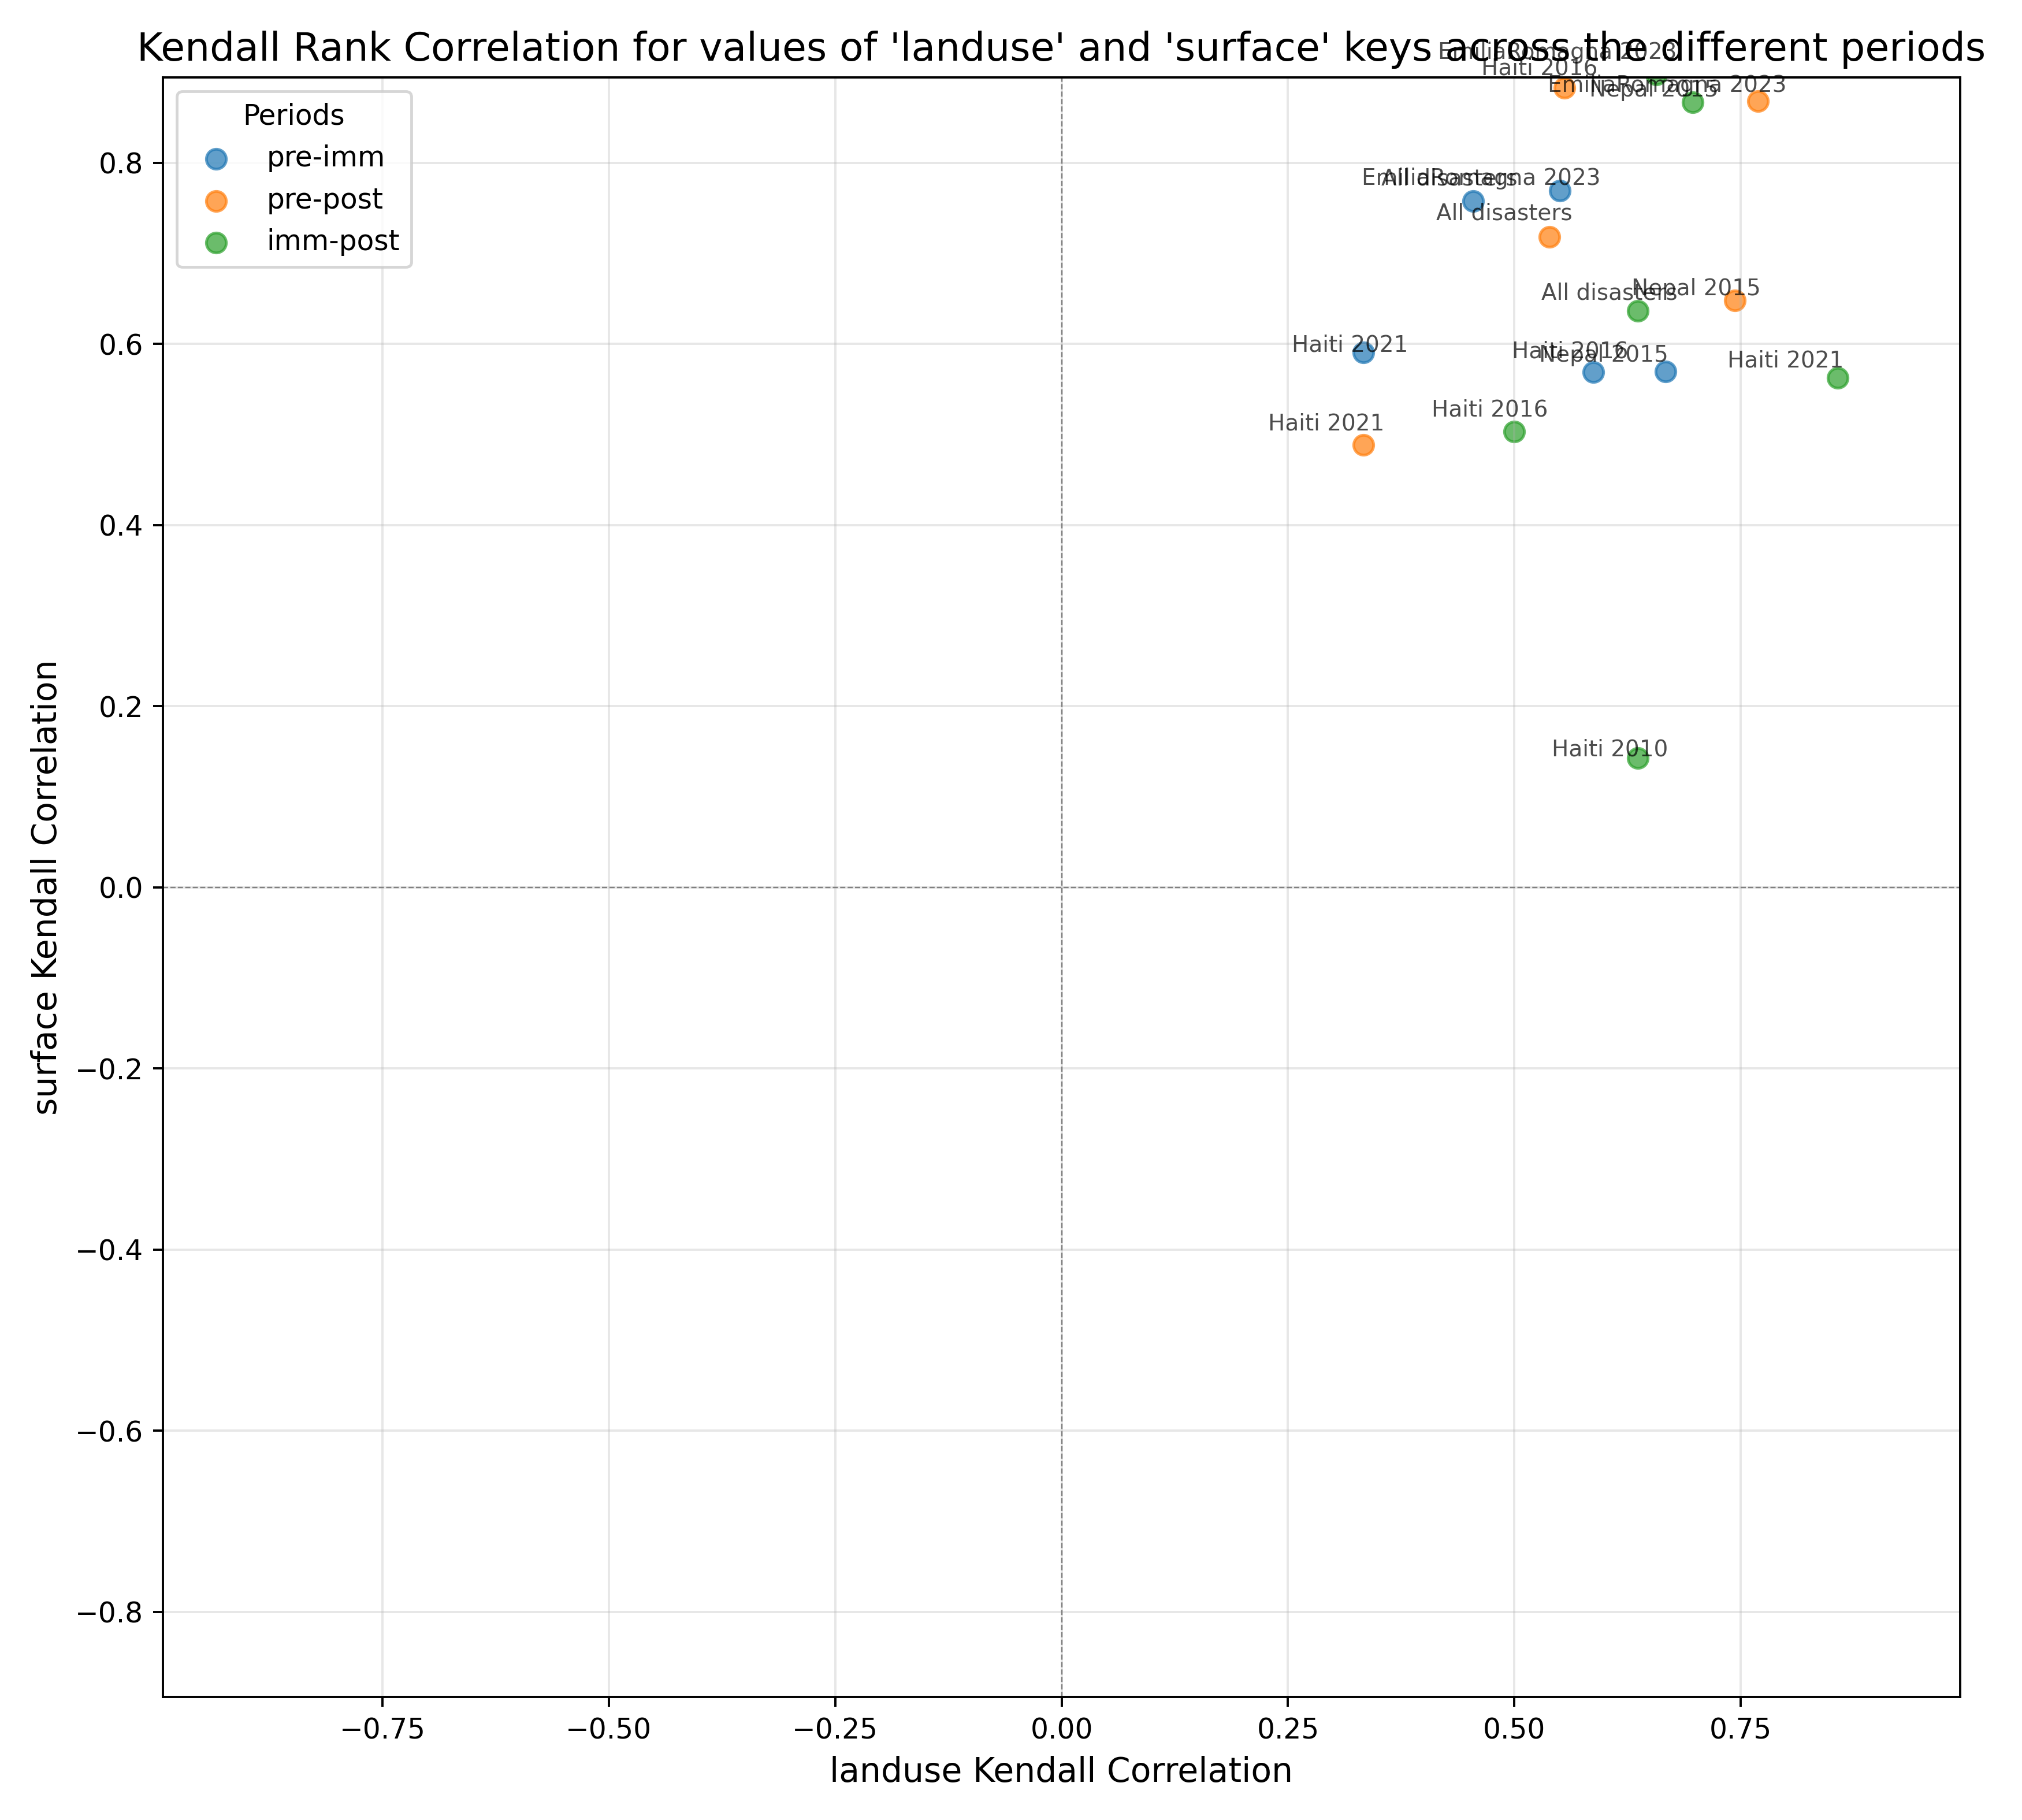 Kendall Rank Correlation for values of 'landuse' and 'surface' keys across the different periods
EmiliaRomagna 2023
Haiti 2016
EmiliaRomagna 2023
Nepal 2015
Periods
pre-imm
pre-post
imm-post
EmiliaRomagna 2023
All disasters
All disasters
Nepal 2015
All disasters
Haiti 2021
Haiti 2016
Nepal 2015
Haiti 2021
Haiti 2016
Haiti 2021
Haiti 2010
0.8
0.6
0.4
0.2
0.0
−0.2
−0.4
−0.6
−0.8
surface Kendall Correlation
−0.75
−0.50
−0.25
0.00
0.25
0.50
0.75
landuse Kendall Correlation